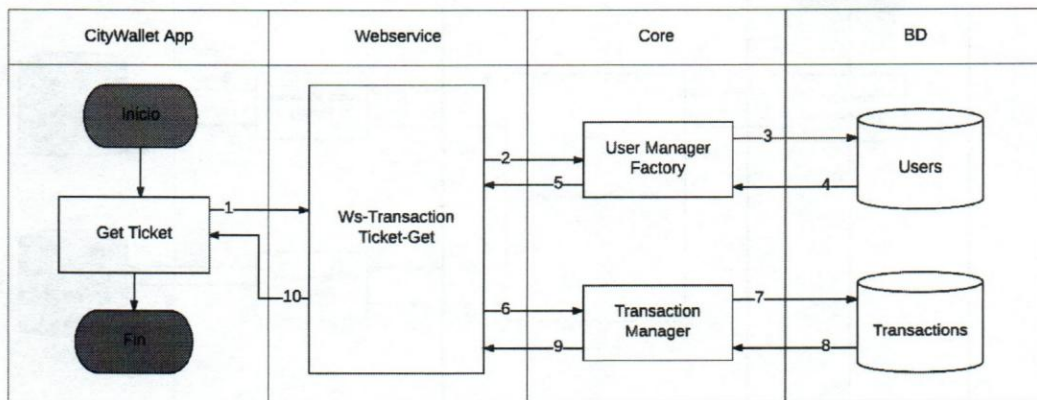 CityWallet App
Webservice
Core
BD
Início
Get Ticket
Fin
1
10
Ws-Transaction
Ticket-Get
2
5
6
9
User Manager
Factory
3
4
Users
Transaction
Manager
7
8
Transactions